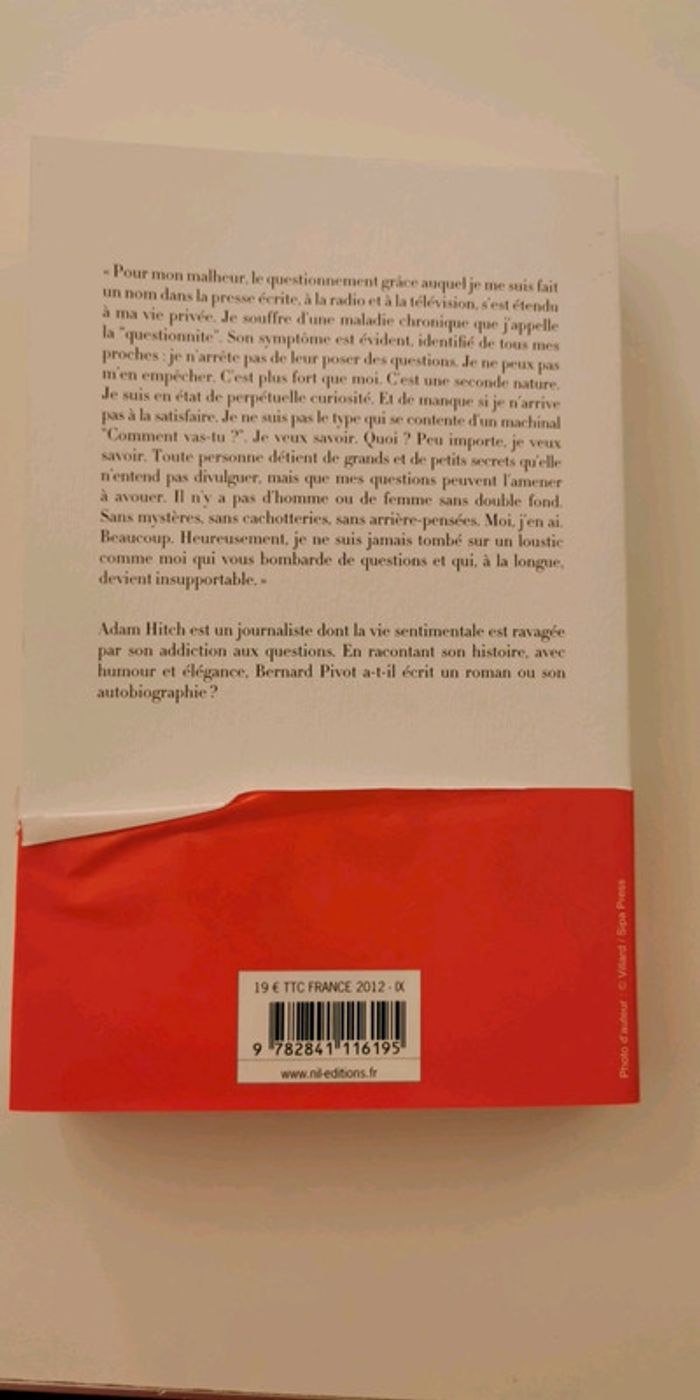 « Pour mon malheur, le questionnement grâce auquel je me suis fait
un nom dans la presse écrite, à la radio et à la télévision, s'est étendu
à ma vie privée. Je souffre d'une maladie chronique que j'appelle
la "questionnite". Son symptôme est évident, identifié de tous mes
proches : je n'arrête pas de leur poser des questions. Je ne peux pas
m'en empêcher. C'est plus fort que moi. C'est une seconde nature.
Je suis en état de perpétuelle curiosité. Et de manque si je n'arrive
pas à la satisfaire. Je ne suis pas le type qui se contente d'un machinal
"Comment vas-tu ?". Je veux savoir. Quoi ? Peu importe, je veux
savoir. Toute personne détient de grands et de petits secrets qu'elle
n'entend pas divulguer, mais que mes questions peuvent l'amener
à avouer. Il n'y a pas d'homme ou de femme sans double fond.
Sans mystères, sans cachotteries, sans arrière-pensées. Moi, j'en ai.
Beaucoup. Heureusement, je ne suis jamais tombé sur un loustic
comme moi qui vous bombarde de questions et qui, à la longue,
devient insupportable. »
Adam Hitch est un journaliste dont la vie sentimentale est ravagée
par son addiction aux questions. En racontant son histoire, avec
humour et élégance, Bernard Pivot a-t-il écrit un roman ou son
autobiographie ?
19 € TTC FRANCE 2012 - IX
9 782841 116195
www.nil-editions.fr
Photo d'auteur : © Villard / Sipa Press